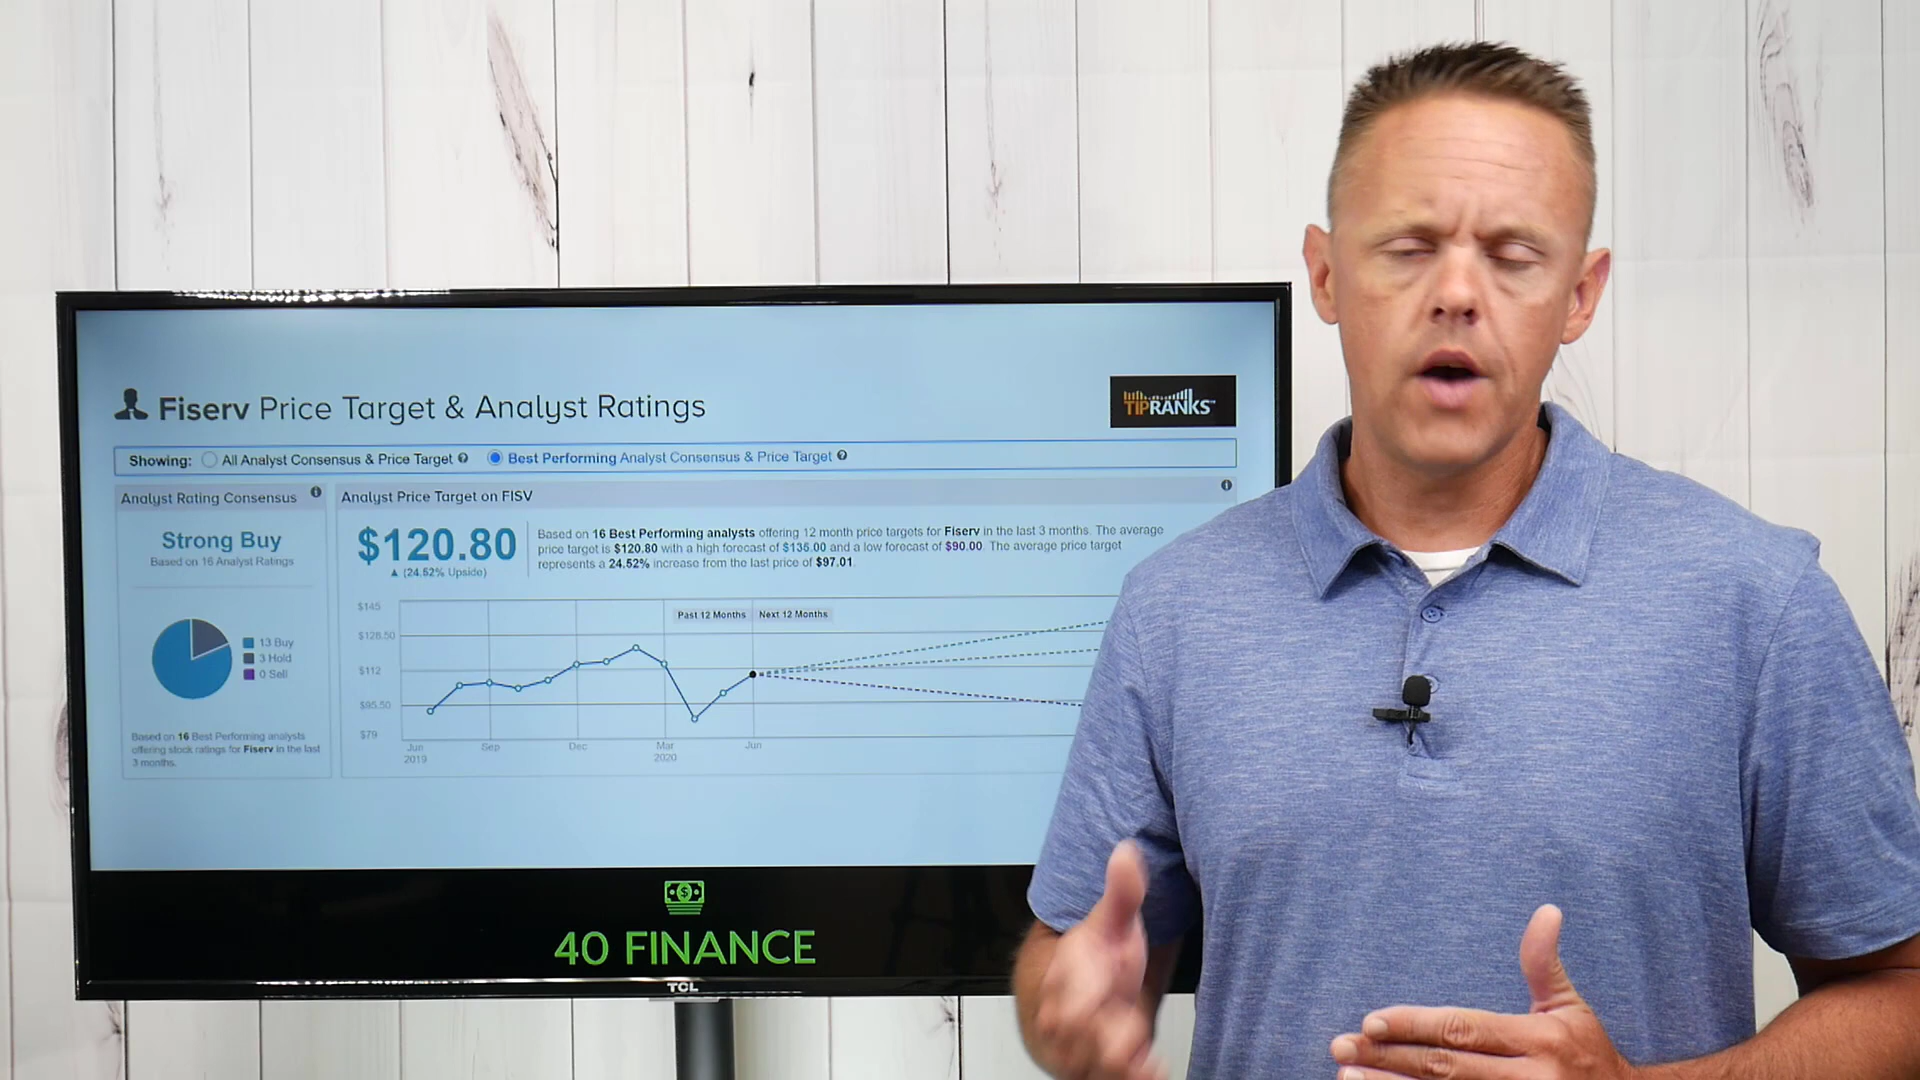 Fiserv Price Target & Analyst Ratings
TIPRANKS
Showing: All Analyst Consensus & Price Target Best Performing Analyst Consensus & Price Target
Analyst Rating Consensus
Strong Buy
Based on 16 Analyst Ratings
13 Buy
3 Hold
0 Sell
Based on 16 Best Performing analysts
offering stock ratings for Fiserv in the last
3 months.
Analyst Price Target on FISV
$120.80
▲ (24.52% Upside)
Based on 16 Best Performing analysts offering 12 month price targets for Fiserv in the last 3 months. The average
price target is $120.80 with a high forecast of $136.00 and a low forecast of $90.00. The average price target
represents a 24.52% increase from the last price of $97.01.
Past 12 Months Next 12 Months
$145
$128.50
$112
$95.50
$79
Jun Sep Dec Mar Jun
2019 2020
40 FINANCE
TCL